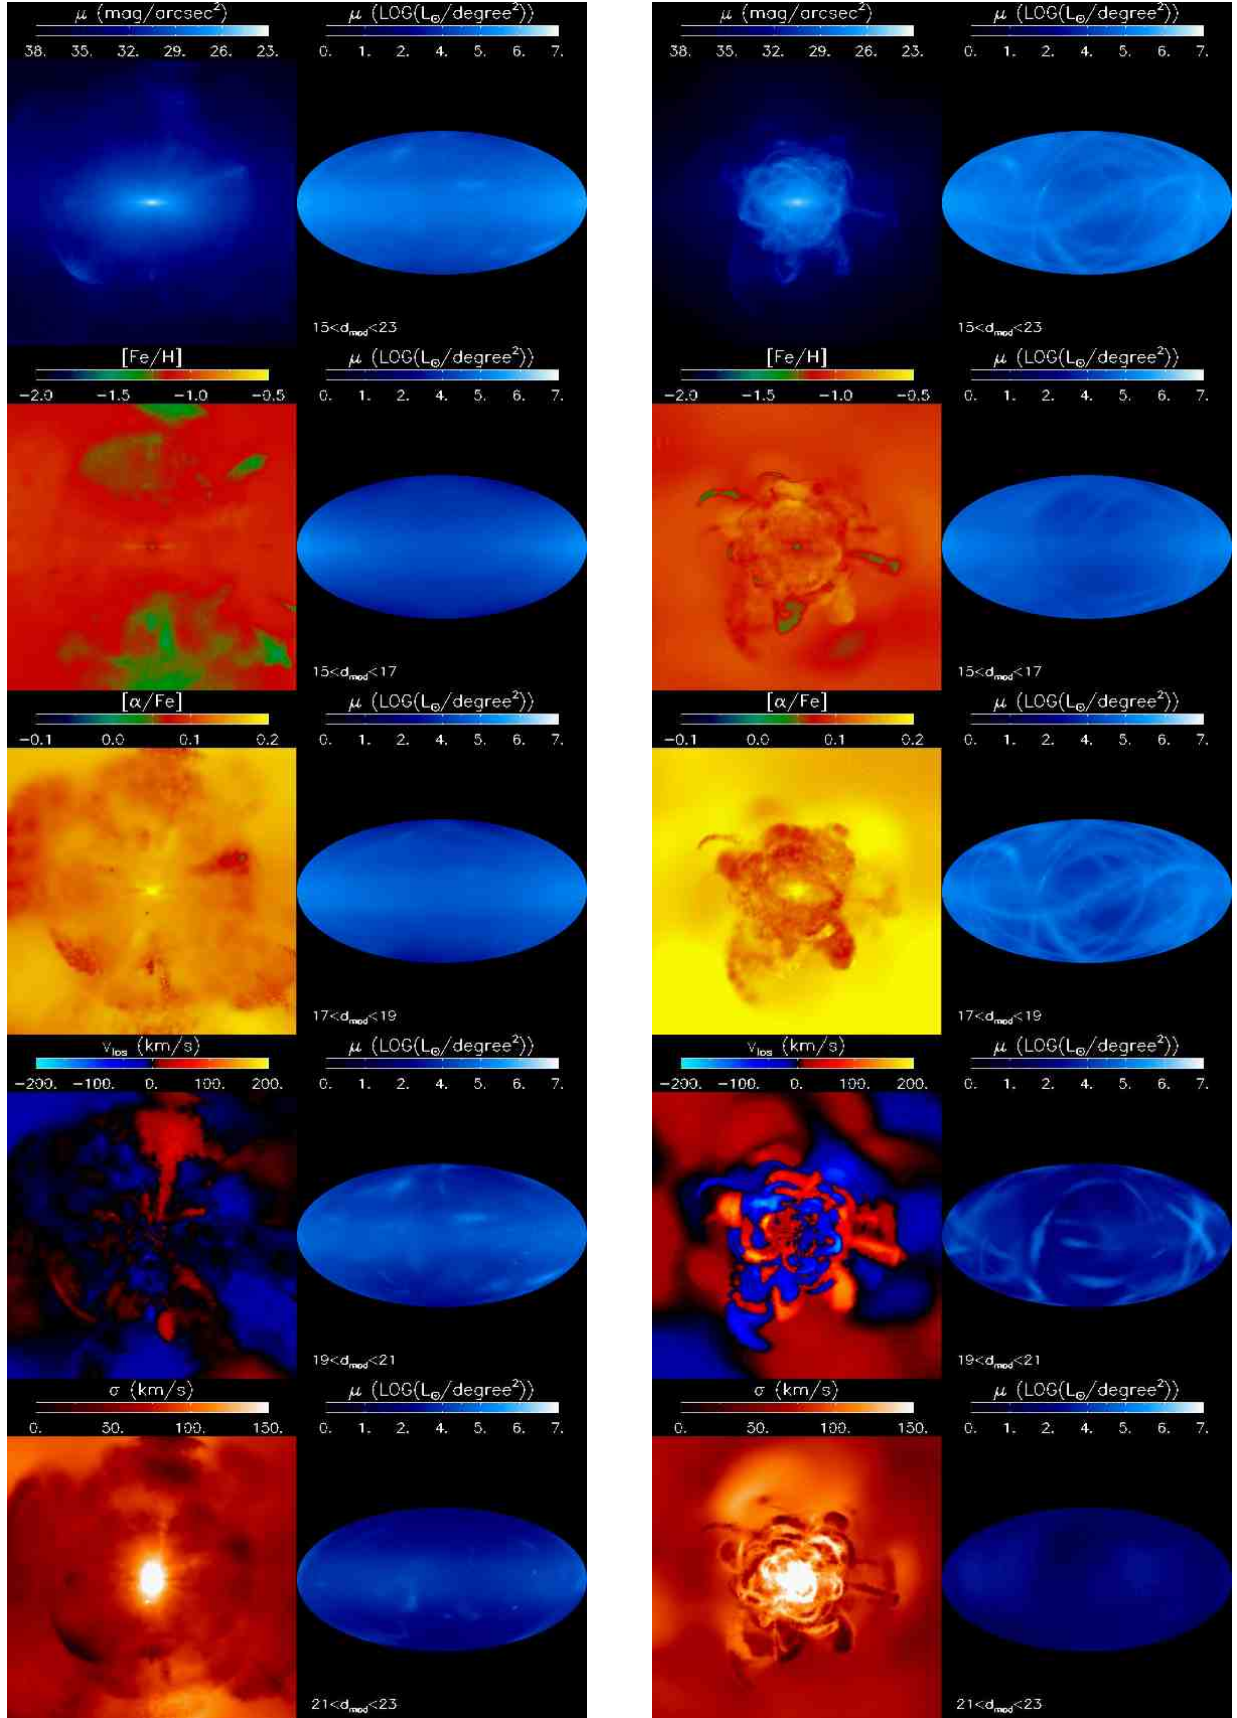 μ (mag/arcsec²) μ (LOG(L☉/degree²)) μ (mag/arcsec²) μ (LOG(L☉/degree²))
38. 35. 32. 29. 26. 23. 0. 1. 2. 4. 5. 6. 7. 38. 35. 32. 29. 26. 23. 0. 1. 2. 4. 5. 6. 7.
15<d_mod<23 15<d_mod<23
[Fe/H] μ (LOG(L☉/degree²)) [Fe/H] μ (LOG(L☉/degree²))
−2.0 −1.5 −1.0 −0.5 0. 1. 2. 4. 5. 6. 7. −2.0 −1.5 −1.0 −0.5 0. 1. 2. 4. 5. 6. 7.
15<d_mod<17 15<d_mod<17
[α/Fe] μ (LOG(L☉/degree²)) [α/Fe] μ (LOG(L☉/degree²))
−0.1 0.0 0.1 0.2 0. 1. 2. 4. 5. 6. 7. −0.1 0.0 0.1 0.2 0. 1. 2. 4. 5. 6. 7.
17<d_mod<19 17<d_mod<19
v_los (km/s) μ (LOG(L☉/degree²)) v_los (km/s) μ (LOG(L☉/degree²))
−200. −100. 0. 100. 200. 0. 1. 2. 4. 5. 6. 7. −200. −100. 0. 100. 200. 0. 1. 2. 4. 5. 6. 7.
19<d_mod<21 19<d_mod<21
σ (km/s) μ (LOG(L☉/degree²)) σ (km/s) μ (LOG(L☉/degree²))
0. 50. 100. 150. 0. 1. 2. 4. 5. 6. 7. 0. 50. 100. 150. 0. 1. 2. 4. 5. 6. 7.
21<d_mod<23 21<d_mod<23